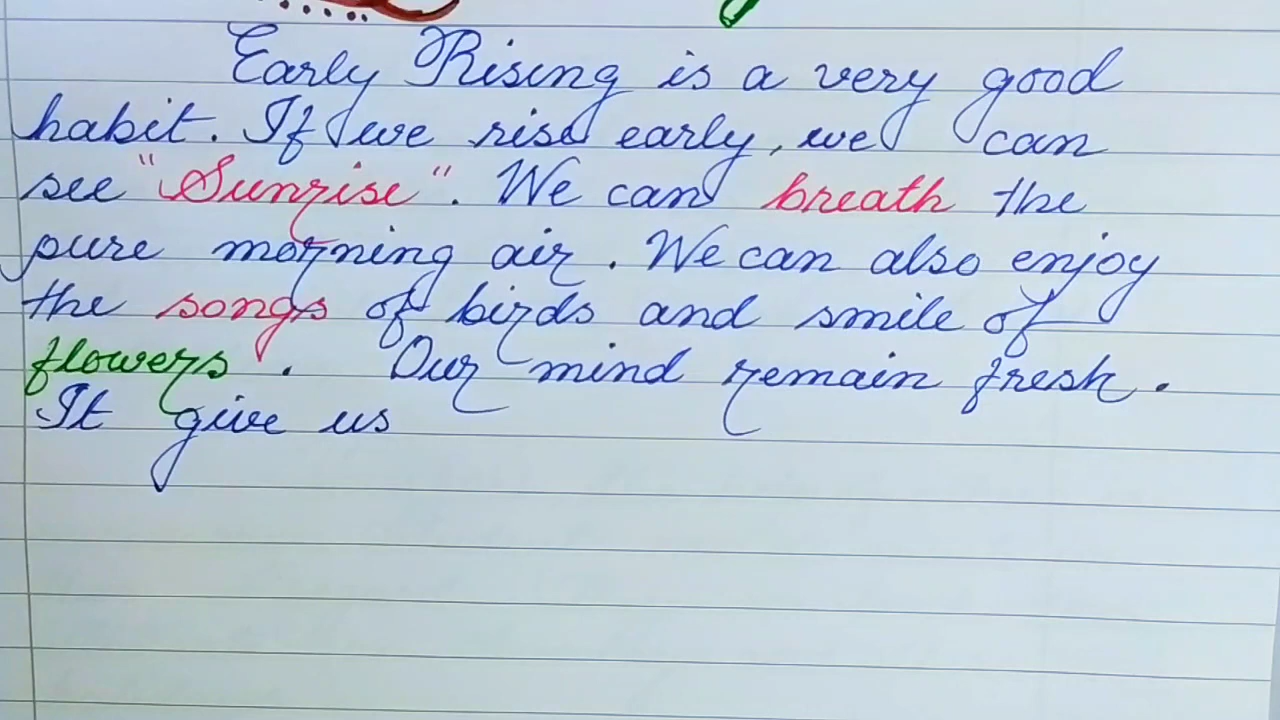 Early Rising is a very good
habit. If we rise early, we can
see "Sunrise". We can breath the
pure morning air. We can also enjoy
the songs of birds and smile of
flowers. Our mind remain fresh.
It give us